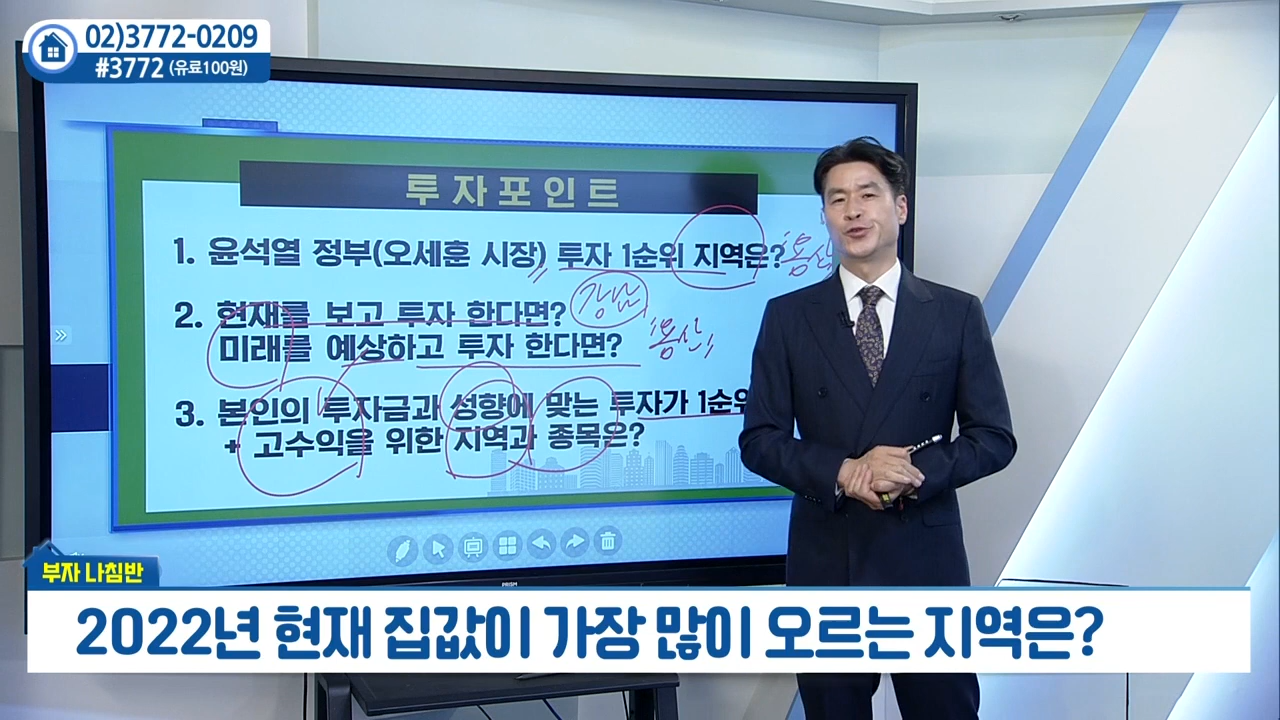 02)3772-0209
#3772 (유료100원)
투자포인트
1. 윤석열 정부(오세훈 시장) 투자 1순위 지역은? 용산
강남
2. 현재를 보고 투자 한다면?
미래를 예상하고 투자 한다면? 용산
3. 본인의 투자금과 성향에 맞는 투자가 1순위
+ 고수익을 위한 지역과 종목은?
PRISM
부자 나침반
2022년 현재 집값이 가장 많이 오르는 지역은?